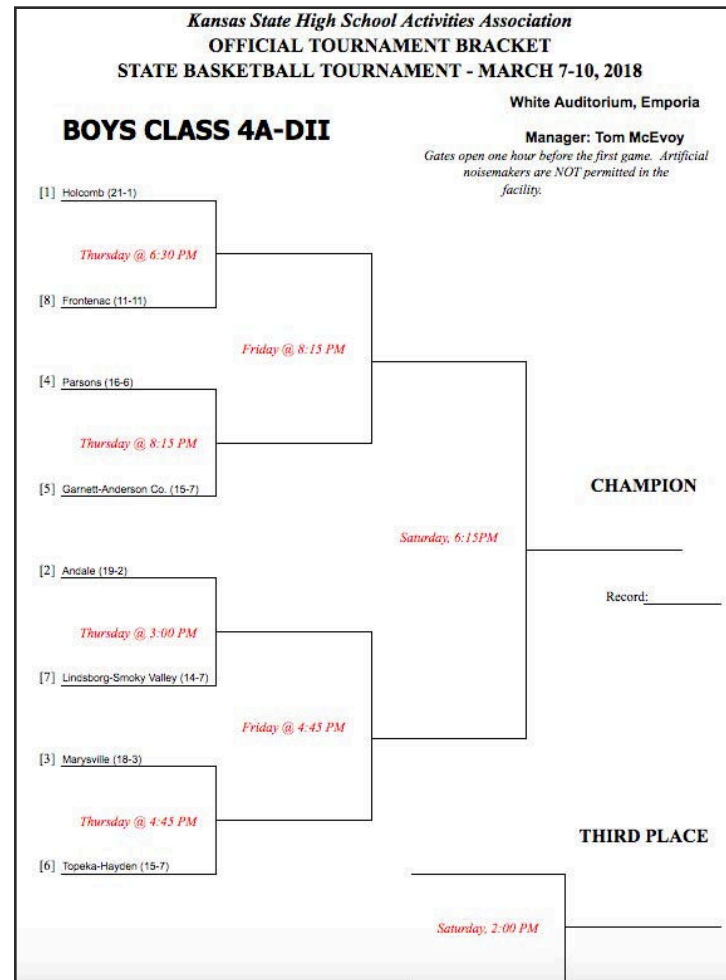 Kansas State High School Activities Association
OFFICIAL TOURNAMENT BRACKET
STATE BASKETBALL TOURNAMENT - MARCH 7-10, 2018
White Auditorium, Emporia
BOYS CLASS 4A-DII
Manager: Tom McEvoy
Gates open one hour before the first game. Artificial
noisemakers are NOT permitted in the
facility.
[1] Holcomb (21-1)
Thursday @ 6:30 PM
[8] Frontenac (11-11)
Friday @ 8:15 PM
[4] Parsons (16-6)
Thursday @ 8:15 PM
[5] Garnett-Anderson Co. (15-7)
CHAMPION
Saturday, 6:15PM
[2] Andale (19-2)
Record:
Thursday @ 3:00 PM
[7] Lindsborg-Smoky Valley (14-7)
Friday @ 4:45 PM
[3] Marysville (18-3)
Thursday @ 4:45 PM
THIRD PLACE
[6] Topeka-Hayden (15-7)
Saturday, 2:00 PM